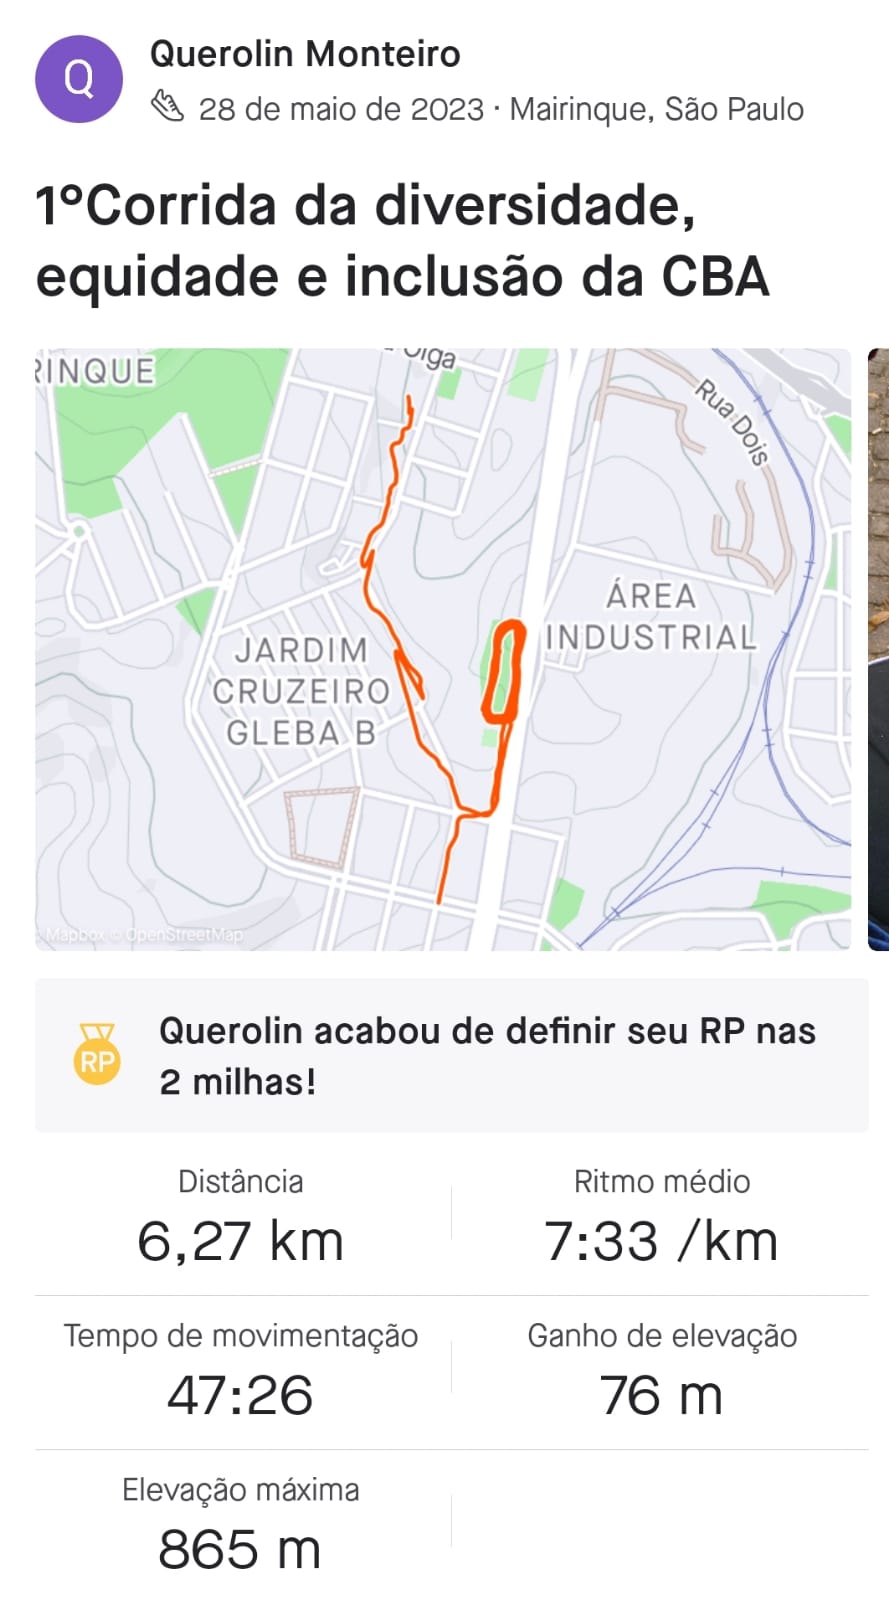 Q
Querolin Monteiro
28 de maio de 2023 · Mairinque, São Paulo
1°Corrida da diversidade,
equidade e inclusão da CBA
Olga
RINQUE
Rua Dois
ÁREA
INDUSTRIAL
JARDIM
CRUZEIRO
GLEBA B
Mapbox © OpenStreetMap
RP
Querolin acabou de definir seu RP nas
2 milhas!
Distância
6,27 km
Ritmo médio
7:33 /km
Tempo de movimentação
47:26
Ganho de elevação
76 m
Elevação máxima
865 m